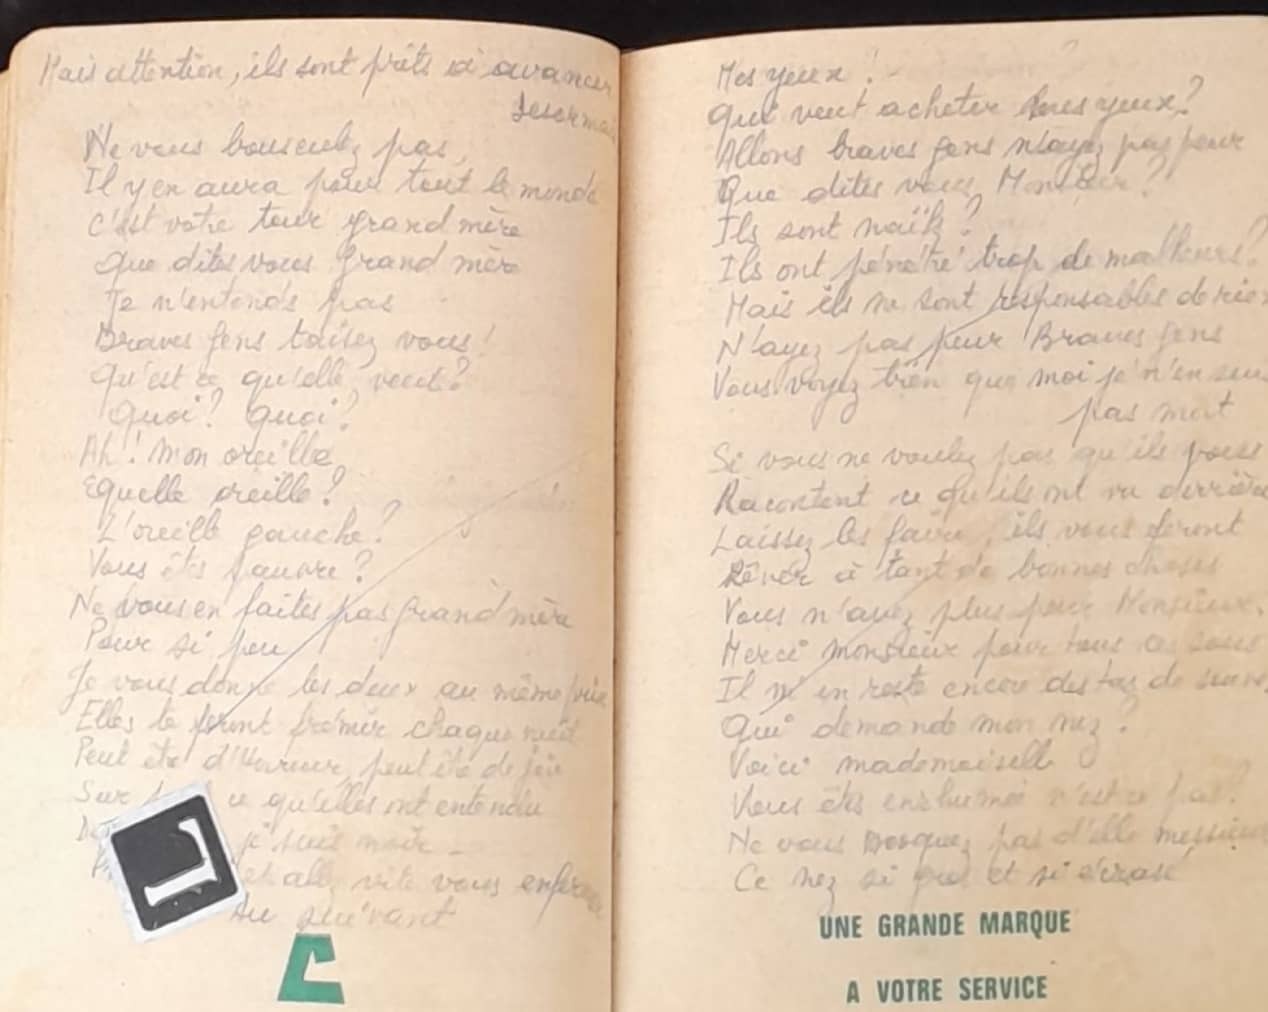 Mais attention, ils sont prêts à avancer
désormais
Ne vous bousculez pas,
Il y en aura pour tout le monde
C'est votre tour grand mère
Que dites vous grand mère
Je n'entends pas
Braves gens taisez vous !
Qu'est ce qu'elle veut ?
Quoi ? Quoi ?
Ah ! mon oreille
Equelle oreille ?
L'oreille gauche ?
Vous êtes pauvre ?
Ne vous en faites pas grand mère
Pour si peu
Je vous donne les deux au même prix
Elles te feront frémir chaque nuit
Peut être d'Horreur, peut être de joie
Sur ce qu'elles ont entendu
je suis noir
et allez vite vous enfermer
Au suivant
L
Mes yeux !
Qui veut acheter mes yeux ?
Allons braves gens n'ayez pas peur
Que dites vous Monsieur ?
Ils sont naïfs ?
Ils ont pénétré trop de malheurs ?
Mais ils ne sont responsables de rien
N'ayez pas peur Braves gens
Vous voyez bien que moi je n'en suis
pas mort
Si vous ne voulez pas qu'ils vous
Racontent ce qu'ils ont vu derrière
Laissez les faire, ils vous feront
Rêver à tant de bonnes choses
Vous n'avez plus peur Monsieur.
Merci monsieur pour tous ces sous
Il m'en reste encore des tas de
Qui demande mon nez ?
Voici mademoiselle
Vous êtes enrhumée n'est ce pas ?
Ne vous mosquez pas d'elle messieurs
Ce nez si gros et si écrasé
UNE GRANDE MARQUE
A VOTRE SERVICE